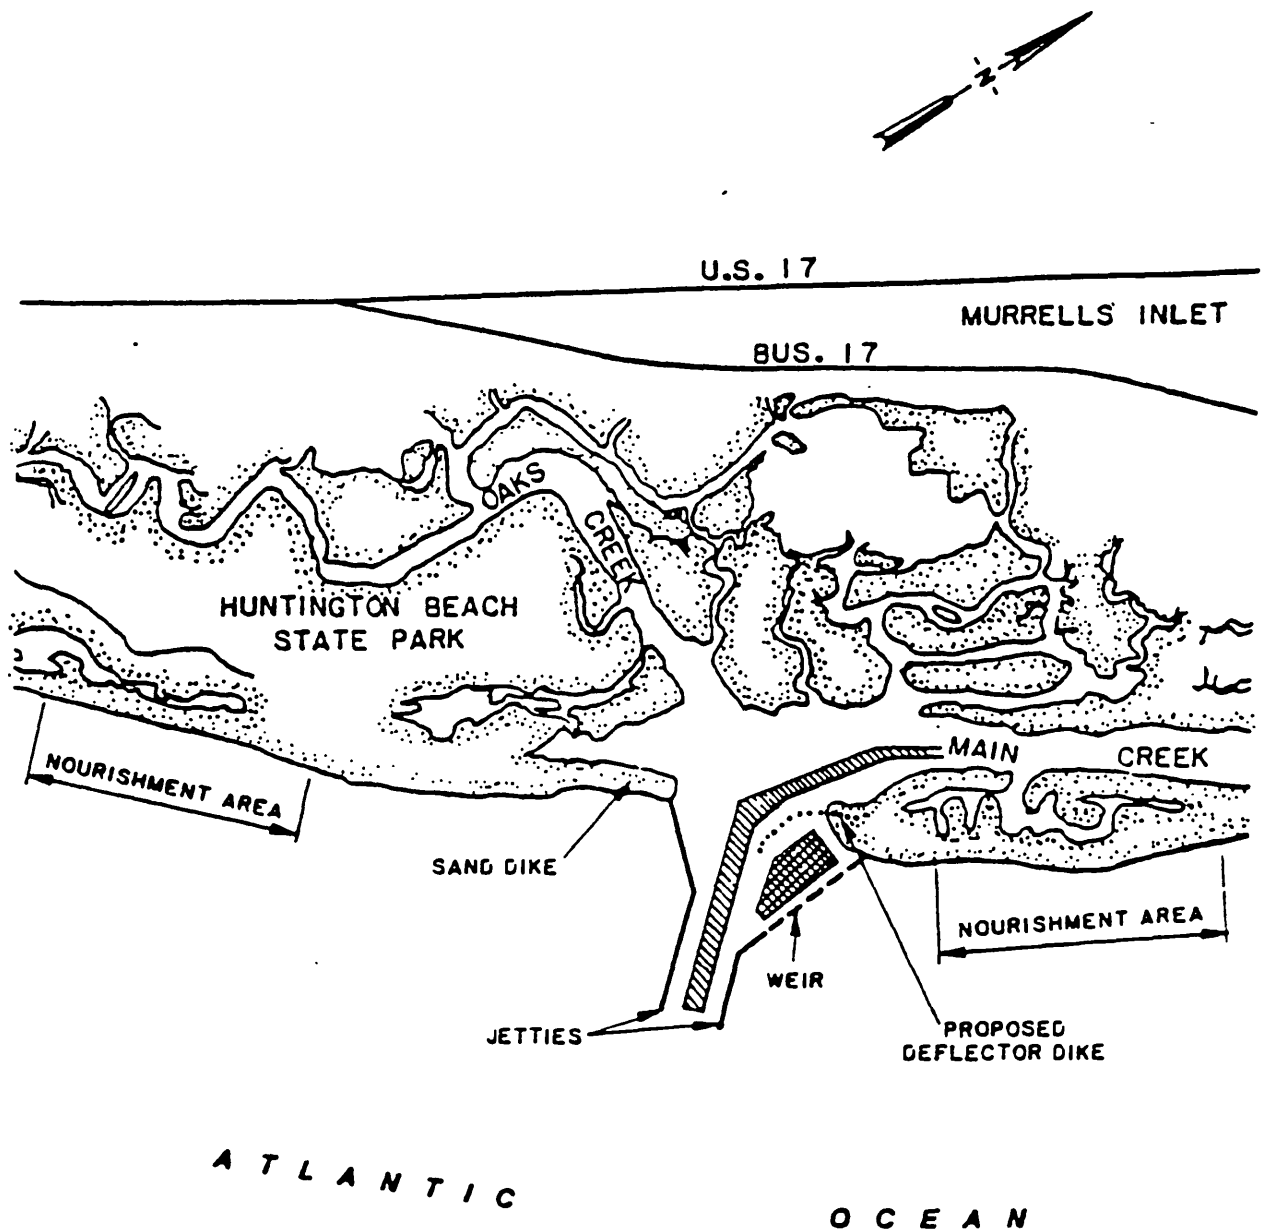 N
U.S. 17
MURRELLS INLET
BUS. 17
OAKS
CREEK
HUNTINGTON BEACH
STATE PARK
MAIN CREEK
NOURISHMENT AREA
SAND DIKE
NOURISHMENT AREA
WEIR
JETTIES
PROPOSED
DEFLECTOR DIKE
ATLANTIC
OCEAN